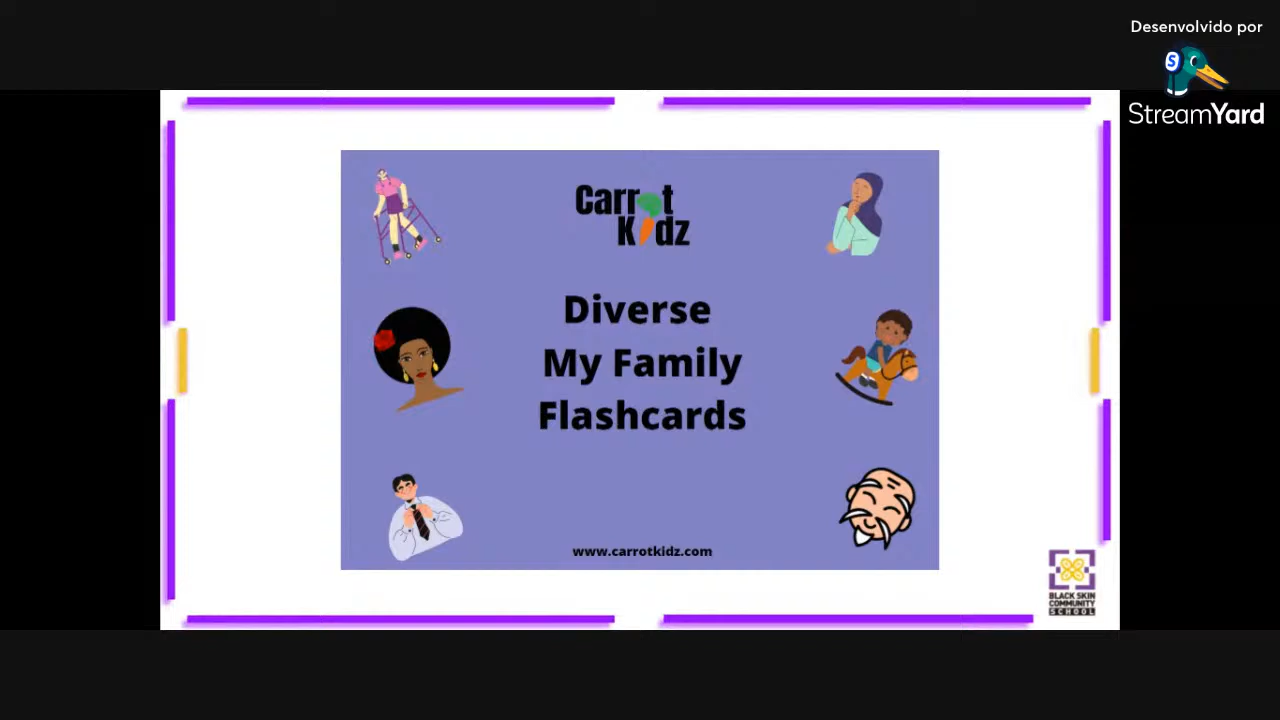 Desenvolvido por
StreamYard
Carrot
Kidz
Diverse
My Family
Flashcards
www.carrotkidz.com
BLACK SKIN
COMMUNITY
SCHOOL